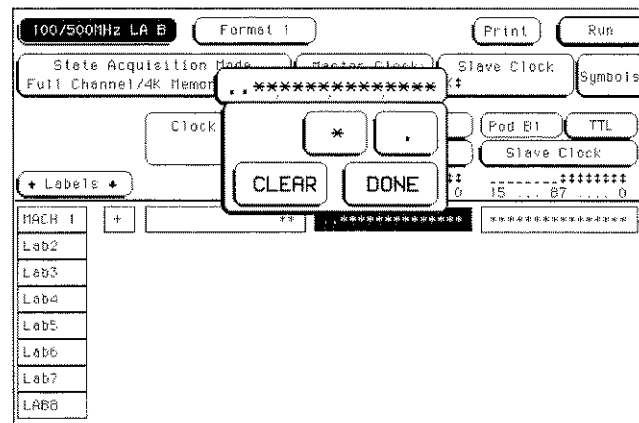 100/500MHz LA B Format 1 Print Run
State Acquisition Mode Master Clock Slave Clock Symbols
Full Channel/4K Memor
..**************
Clock Pod B1 TTL
* .
Slave Clock
CLEAR DONE
← Labels → 0 15 ... 87 .... 0
MACH 1 + ** ..************** ****************
Lab2
Lab3
Lab4
Lab5
Lab6
Lab7
LAB8